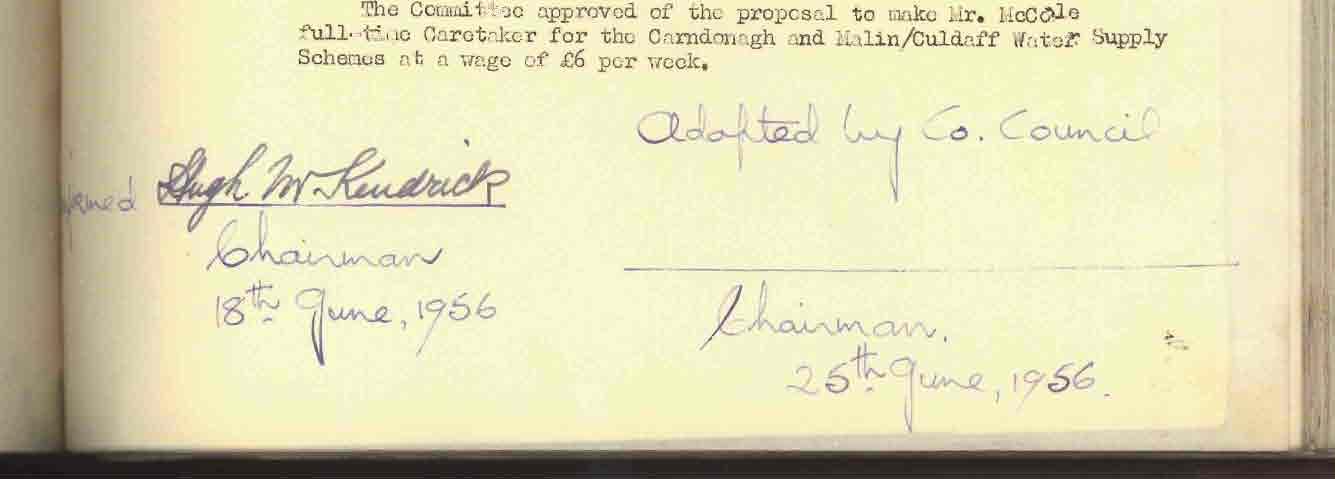 The Committee approved of the proposal to make Mr. McCole
full-time Caretaker for the Carndonagh and Malin/Culdaff Water Supply
Schemes at a wage of £6 per week.
Adopted by Co. Council
Hugh McKendrick
Chairman
18th June, 1956
Chairman.
25th June, 1956.